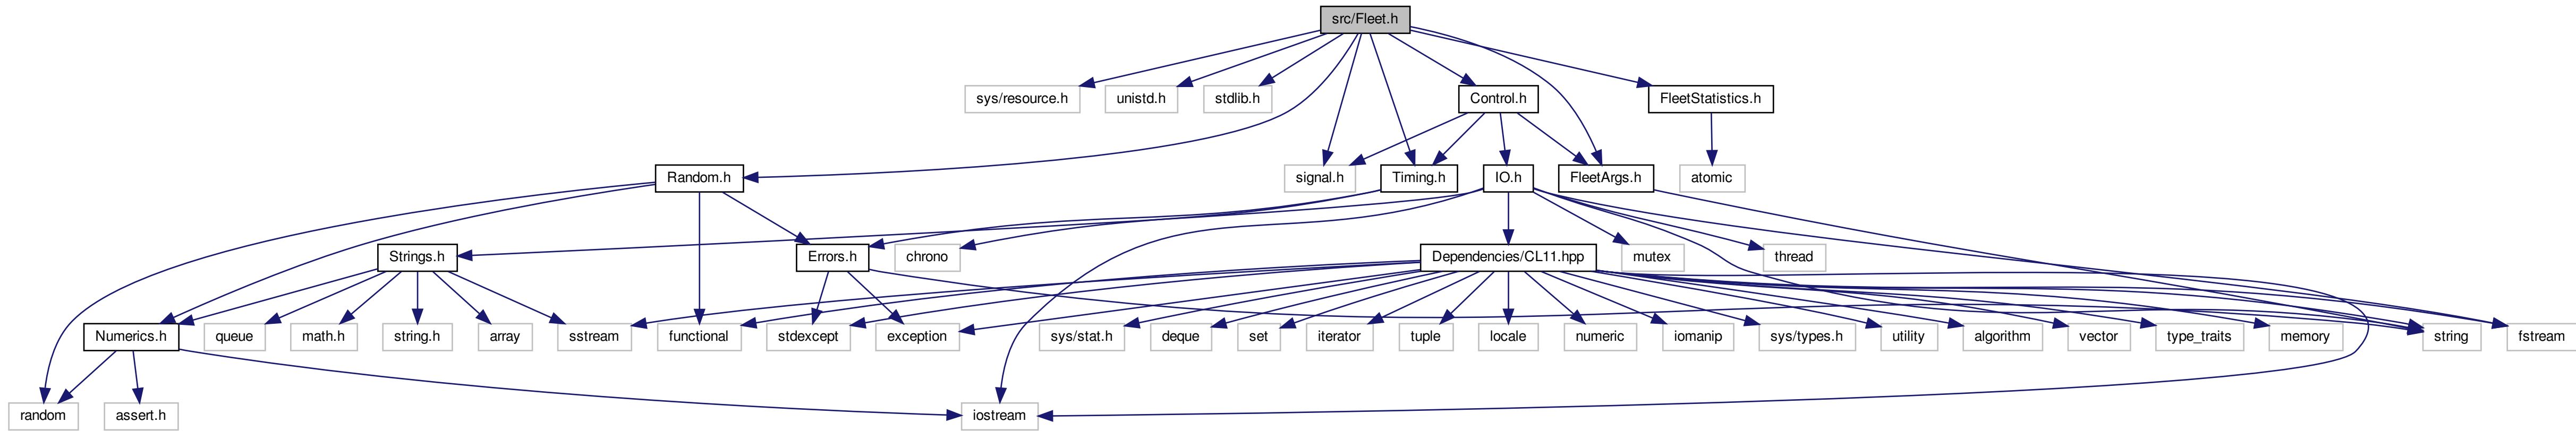 src/Fleet.h
sys/resource.h
unistd.h
stdlib.h
Control.h
FleetStatistics.h
Random.h
signal.h
Timing.h
IO.h
FleetArgs.h
atomic
Strings.h
Errors.h
chrono
Dependencies/CL11.hpp
mutex
thread
Numerics.h
queue
math.h
string.h
array
sstream
functional
stdexcept
exception
sys/stat.h
deque
set
iterator
tuple
locale
numeric
iomanip
sys/types.h
utility
algorithm
vector
type_traits
memory
string
fstream
random
assert.h
iostream